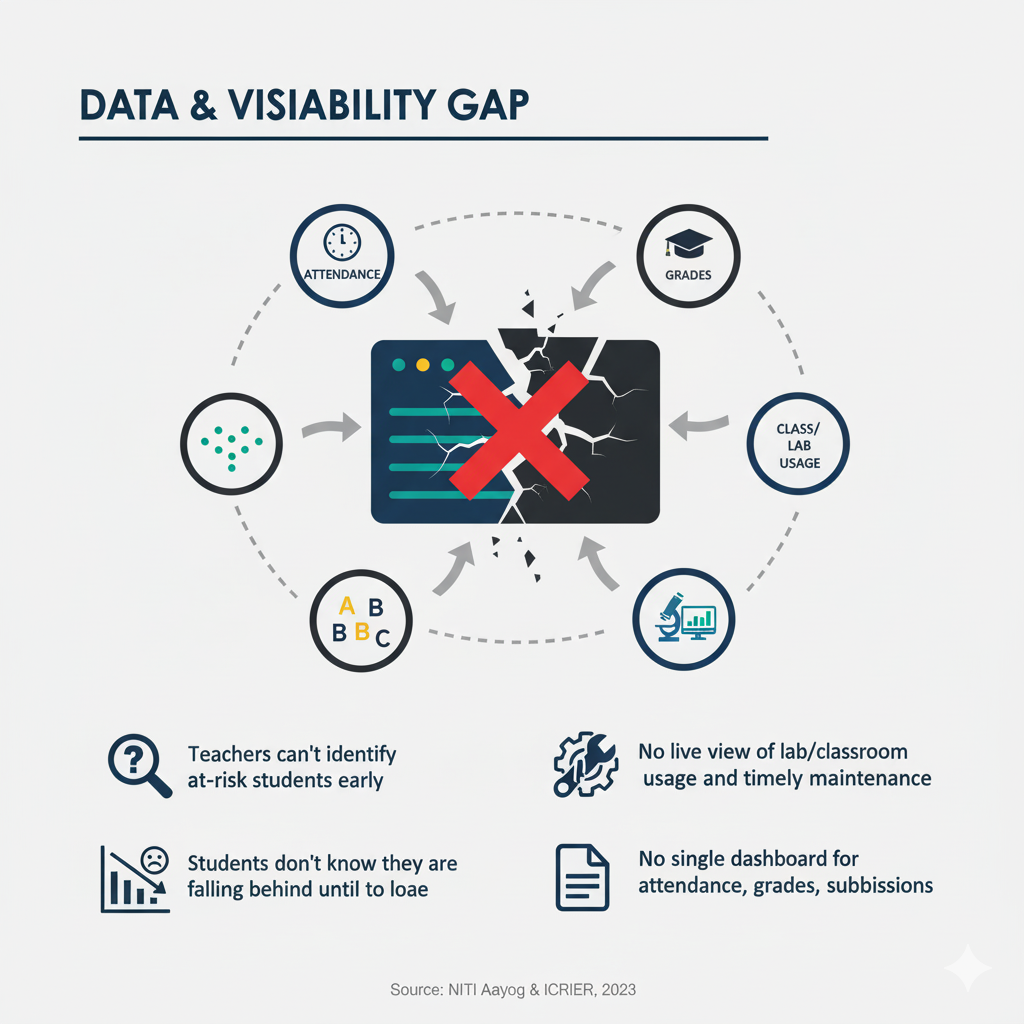 DATA & VISIABILITY GAP
ATTENDANCE
GRADES
CLASS/
LAB
USAGE
A B
B B C
Teachers can't identify
at-risk students early
No live view of lab/classroom
usage and timely maintenance
Students don't know they are
falling behind until to loae
No single dashboard for
attendance, grades, subbissions
Source: NITI Aayog & ICRIER, 2023